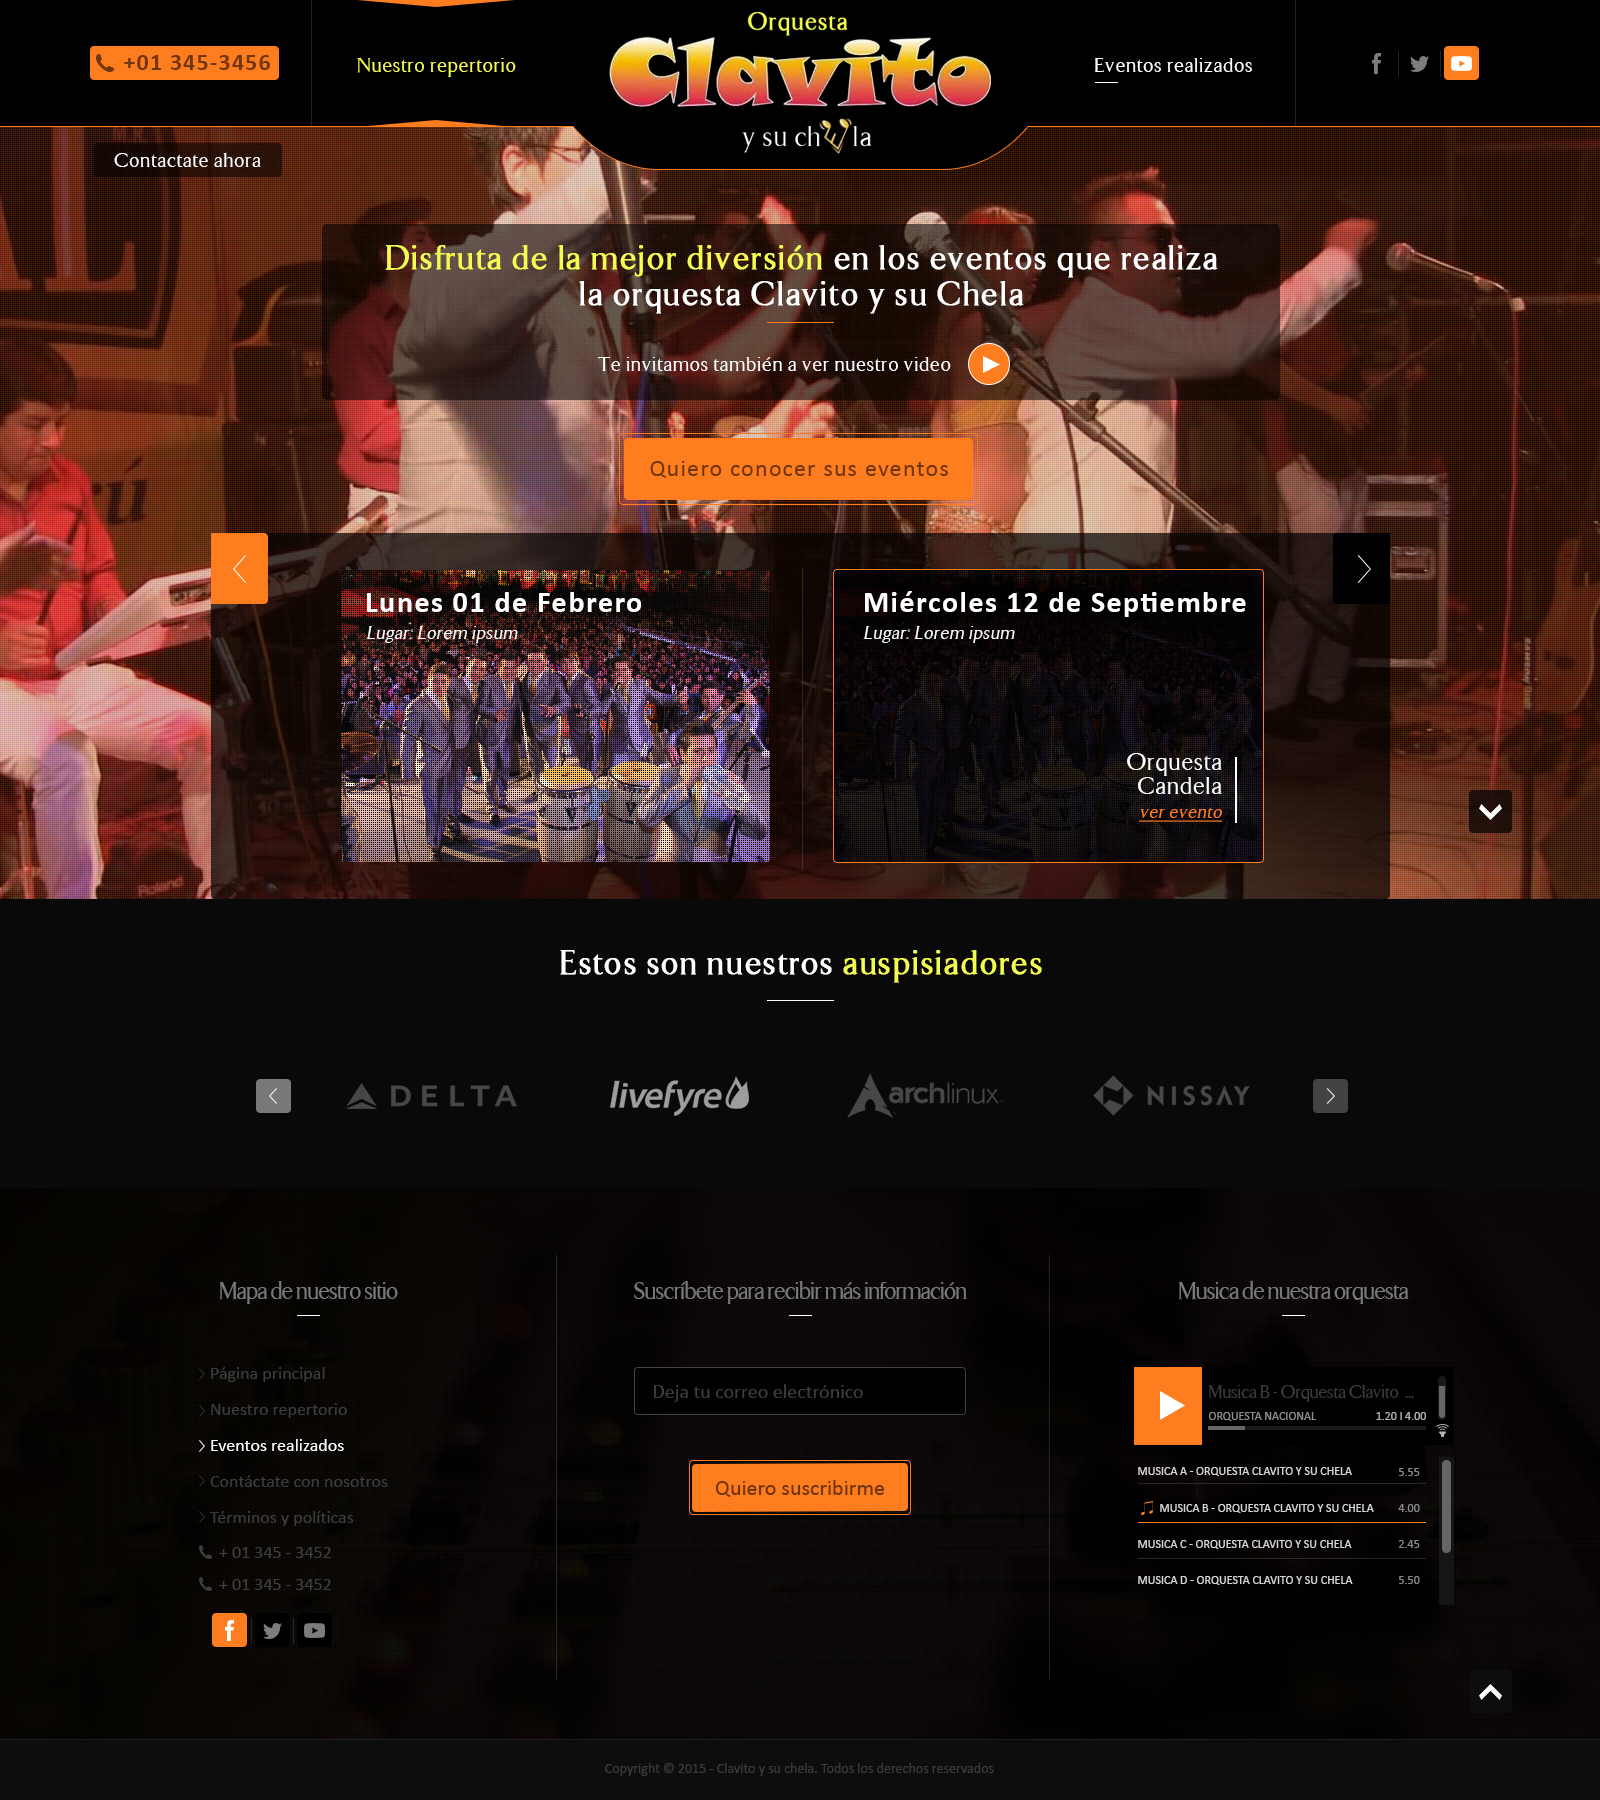 +01 345-3456
Nuestro repertorio
Orquesta
Clavito
y su chela
Eventos realizados
Contactate ahora
Disfruta de la mejor diversión en los eventos que realiza
la orquesta Clavito y su Chela
Te invitamos también a ver nuestro video
Quiero conocer sus eventos
Lunes 01 de Febrero
Lugar: Lorem ipsum
Miércoles 12 de Septiembre
Lugar: Lorem ipsum
Orquesta
Candela
ver evento
Roland
Estos son nuestros auspisiadores
DELTA
livefyre
archlinux
NISSAY
Mapa de nuestro sitio
Página principal
Nuestro repertorio
Eventos realizados
Contáctate con nosotros
Términos y políticas
+ 01 345 - 3452
+ 01 345 - 3452
Suscríbete para recibir más información
Deja tu correo electrónico
Quiero suscribirme
Musica de nuestra orquesta
Musica B - Orquesta Clavito ...
ORQUESTA NACIONAL 1.20 I 4.00
MUSICA A - ORQUESTA CLAVITO Y SU CHELA 5.55
MUSICA B - ORQUESTA CLAVITO Y SU CHELA 4.00
MUSICA C - ORQUESTA CLAVITO Y SU CHELA 2.45
MUSICA D - ORQUESTA CLAVITO Y SU CHELA 5.50
Copyright © 2015 - Clavito y su chela. Todos los derechos reservados